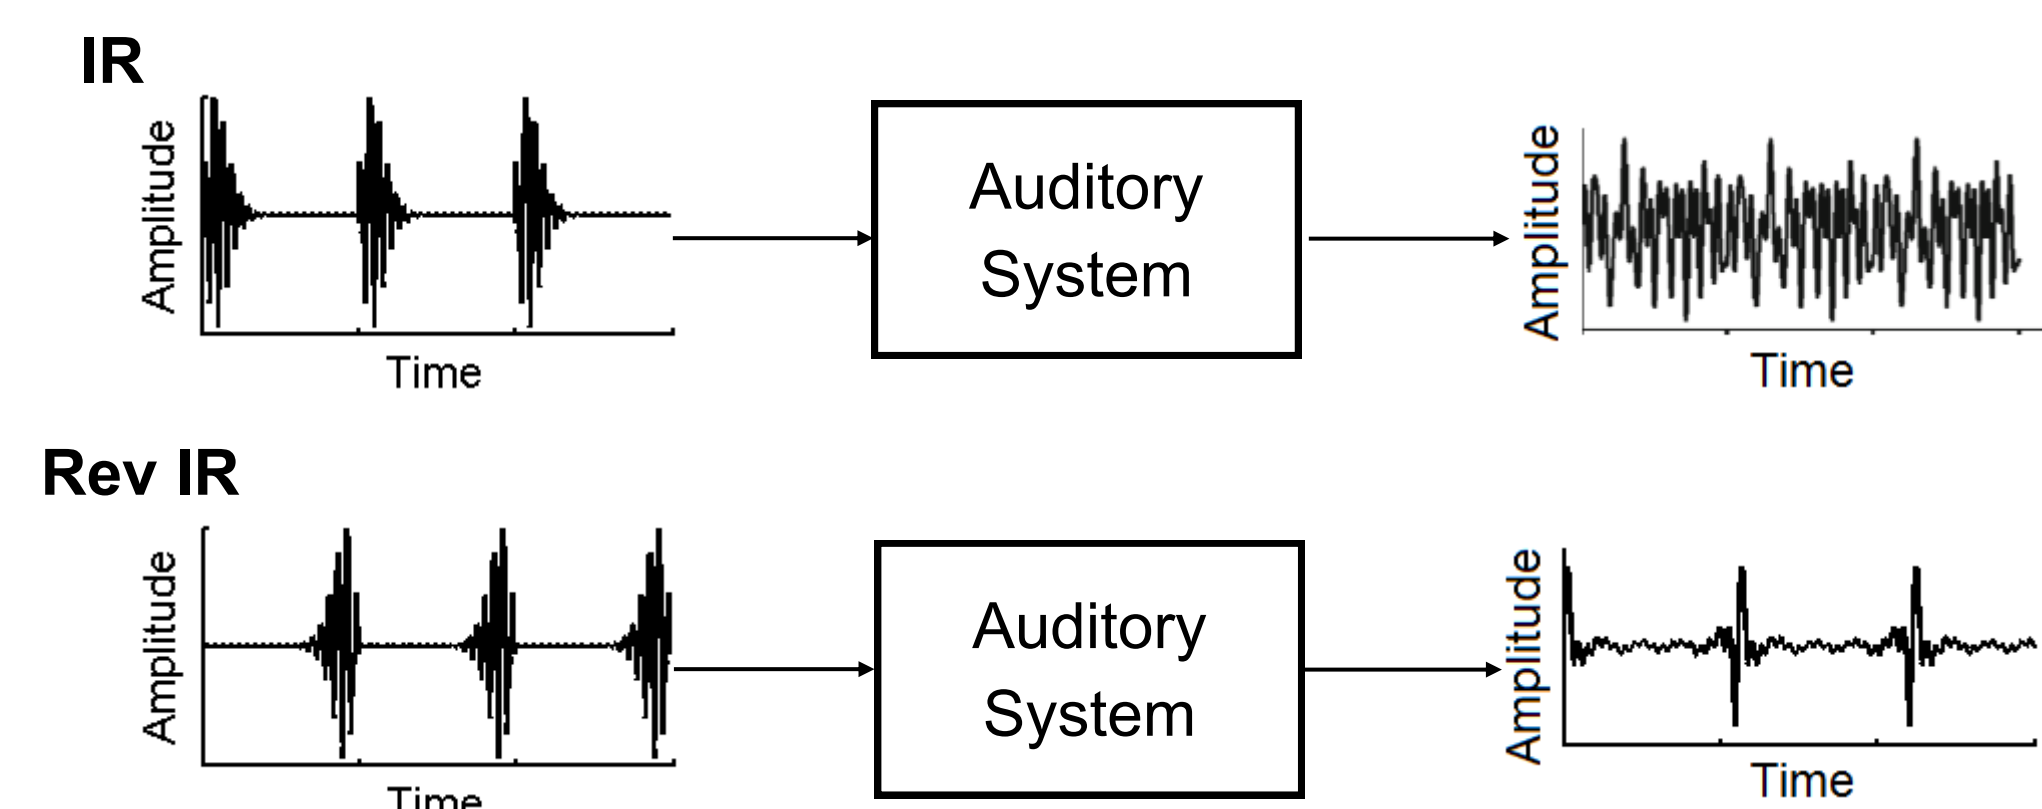 IR
Amplitude
Time
Auditory
System
Amplitude
Time
Rev IR
Amplitude
Time
Auditory
System
Amplitude
Time